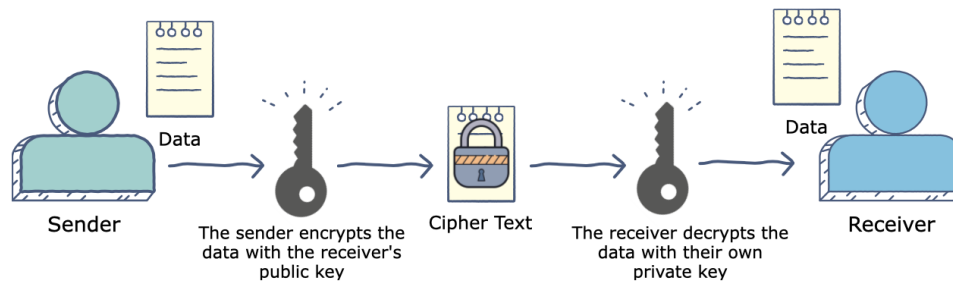 Data
Sender
The sender encrypts the
data with the receiver's
public key
Cipher Text
The receiver decrypts the
data with their own
private key
Data
Receiver